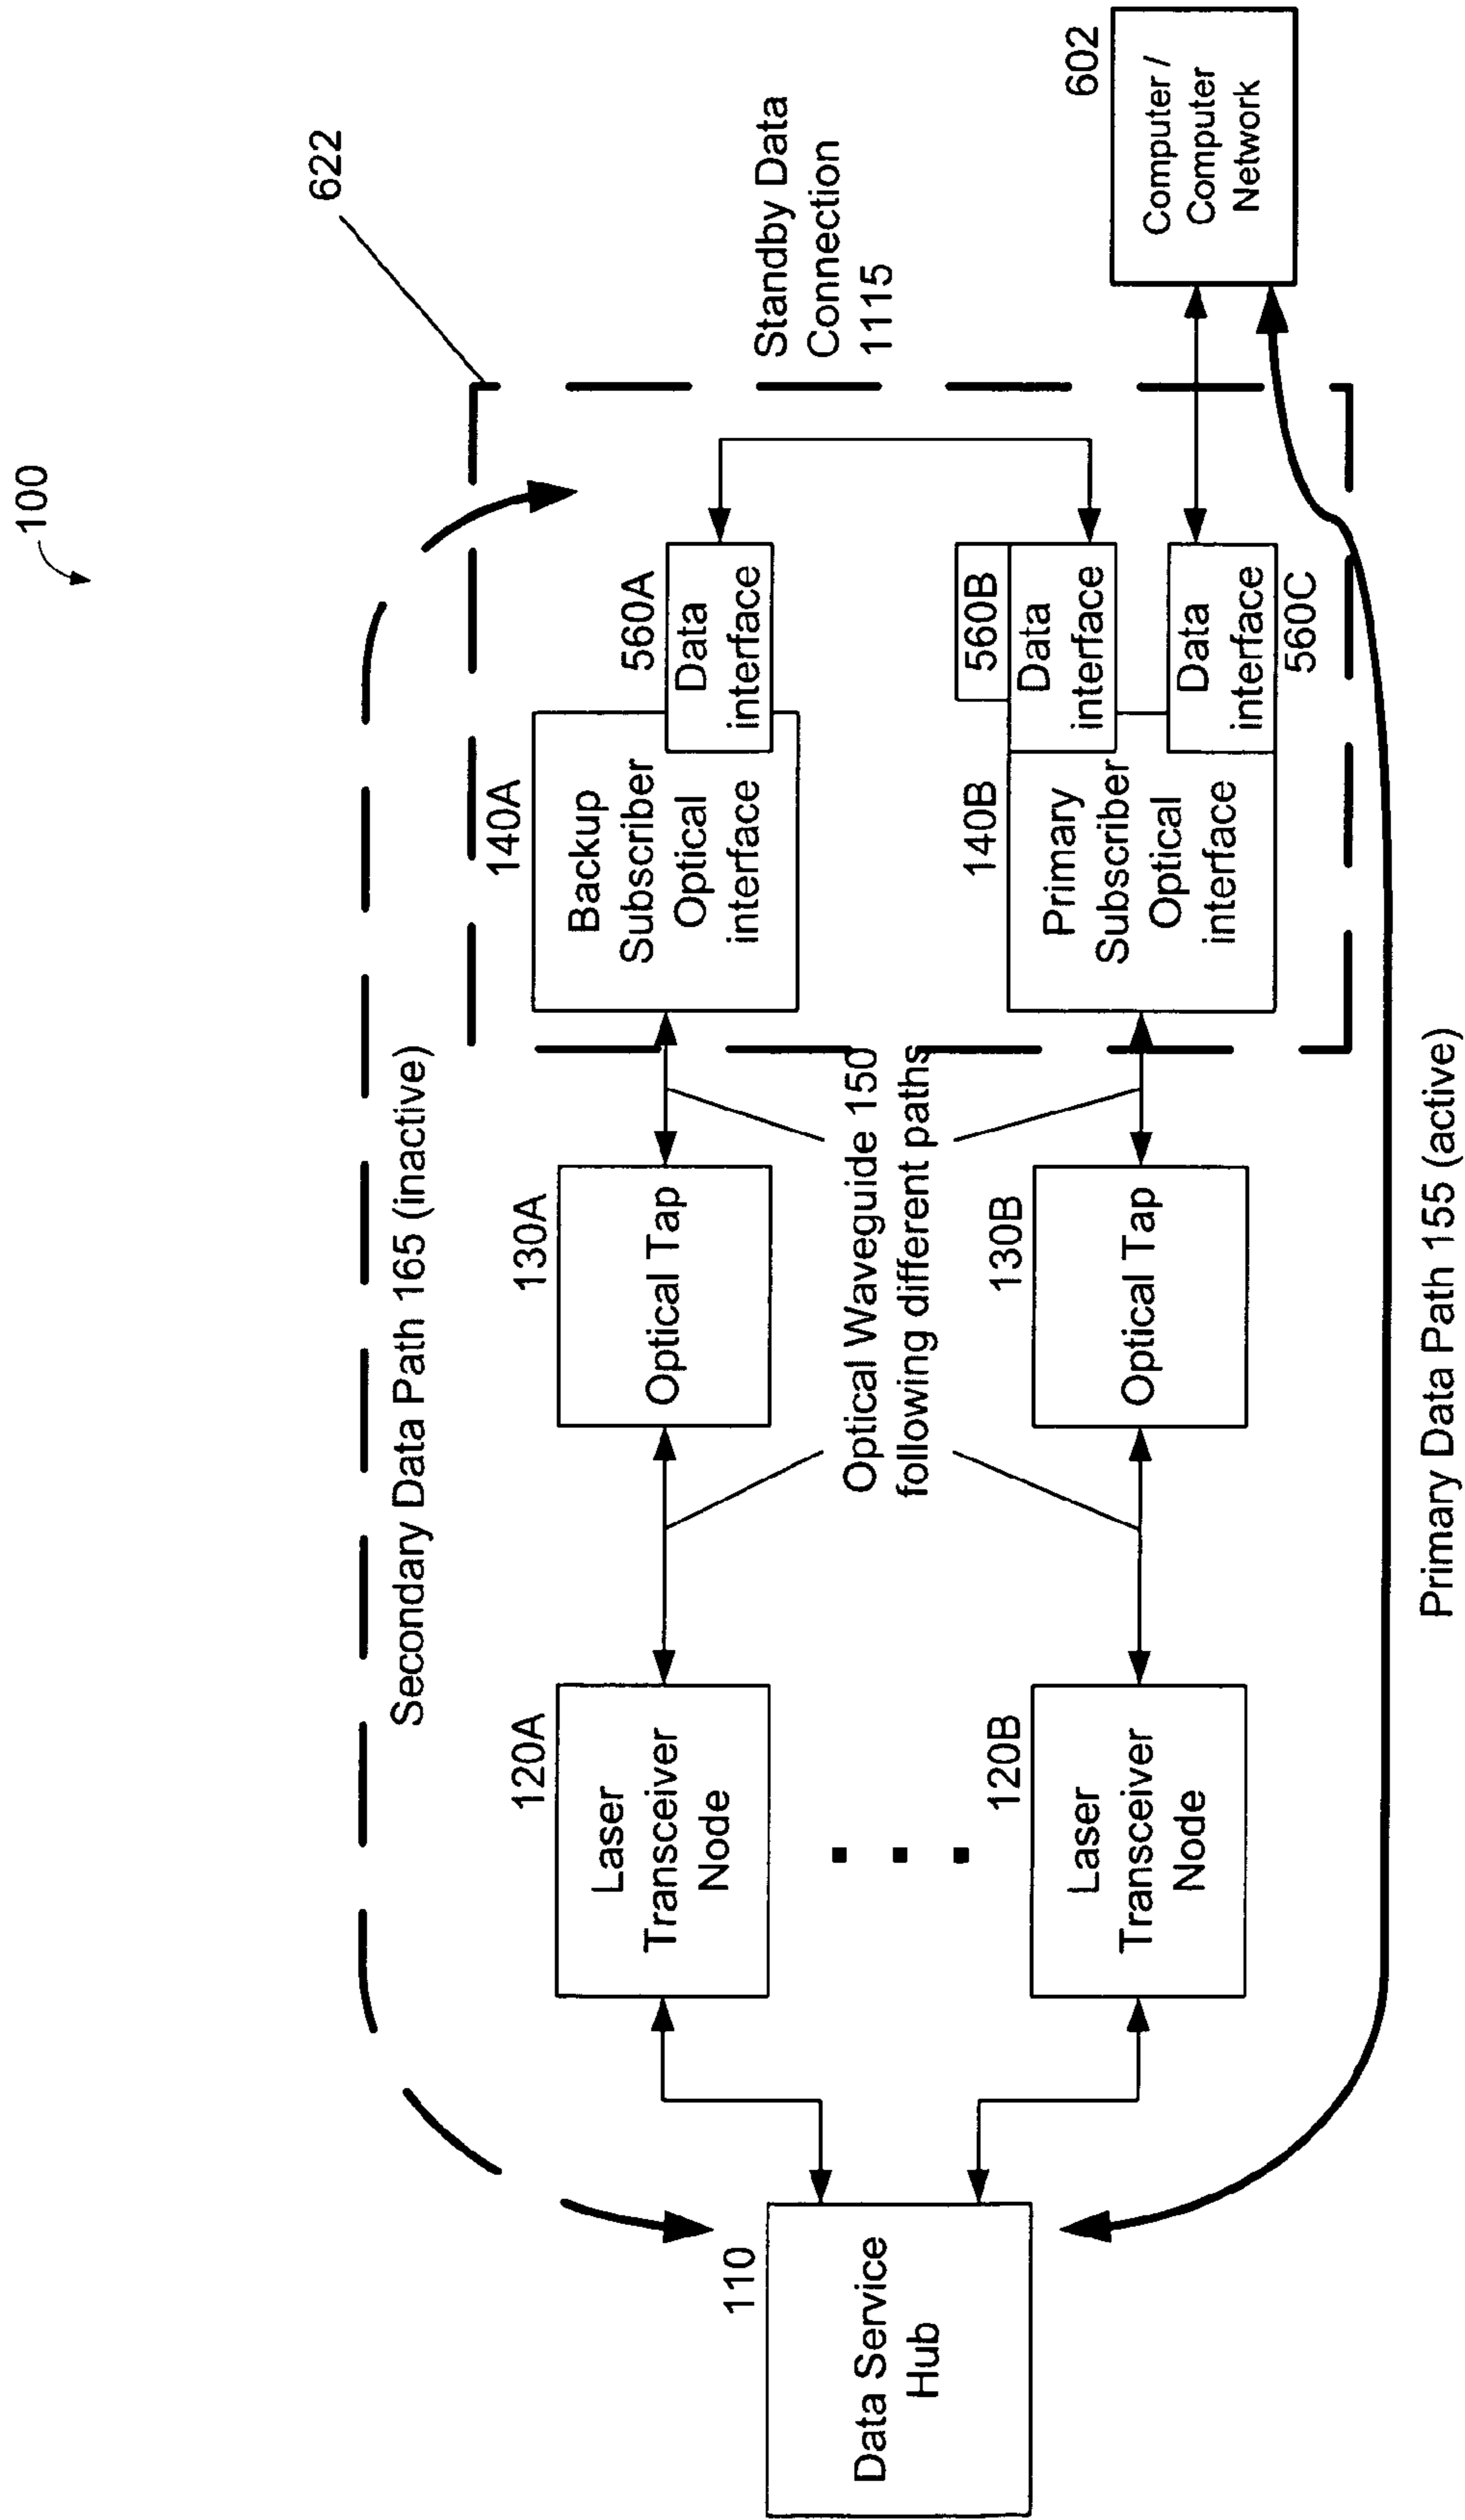 100
622
Secondary Data Path 165 (inactive)
Standby Data
Connection
1115
110
Data Service
Hub
120A
Laser
Transceiver
Node
130A
Optical Tap
140A
Backup
Subscriber
Optical
interface
560A
Data
interface
Optical Waveguide 150
following different paths
120B
Laser
Transceiver
Node
130B
Optical Tap
140B
Primary
Subscriber
Optical
interface
560B
Data
interface
Data
interface
560C
602
Computer /
Computer
Network
Primary Data Path 155 (active)